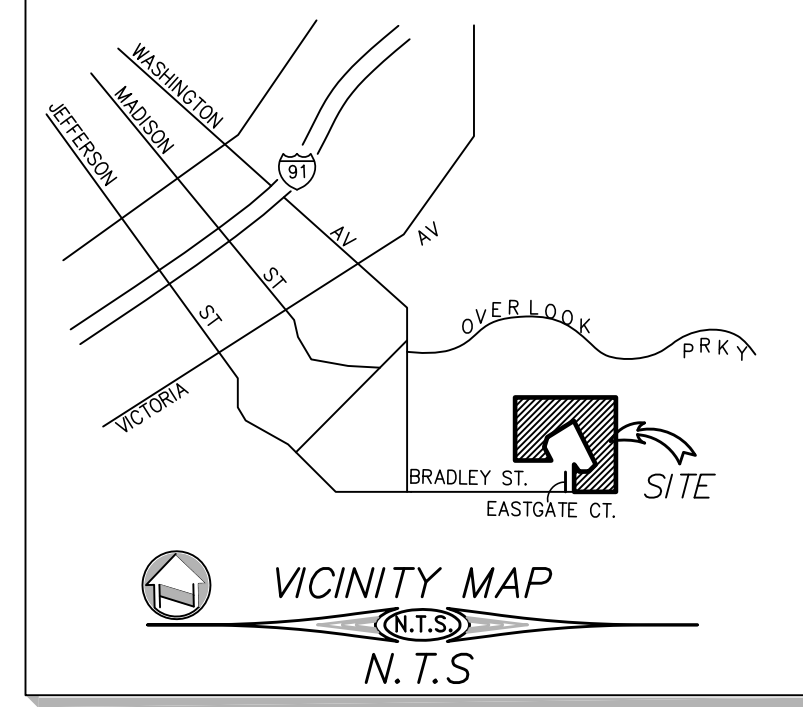 WASHINGTON
MADISON
JEFFERSON
91
AV
AV
ST
ST
OVERLOOK
PRKY
VICTORIA
BRADLEY ST.
SITE
EASTGATE CT.
VICINITY MAP
N.T.S.
N.T.S